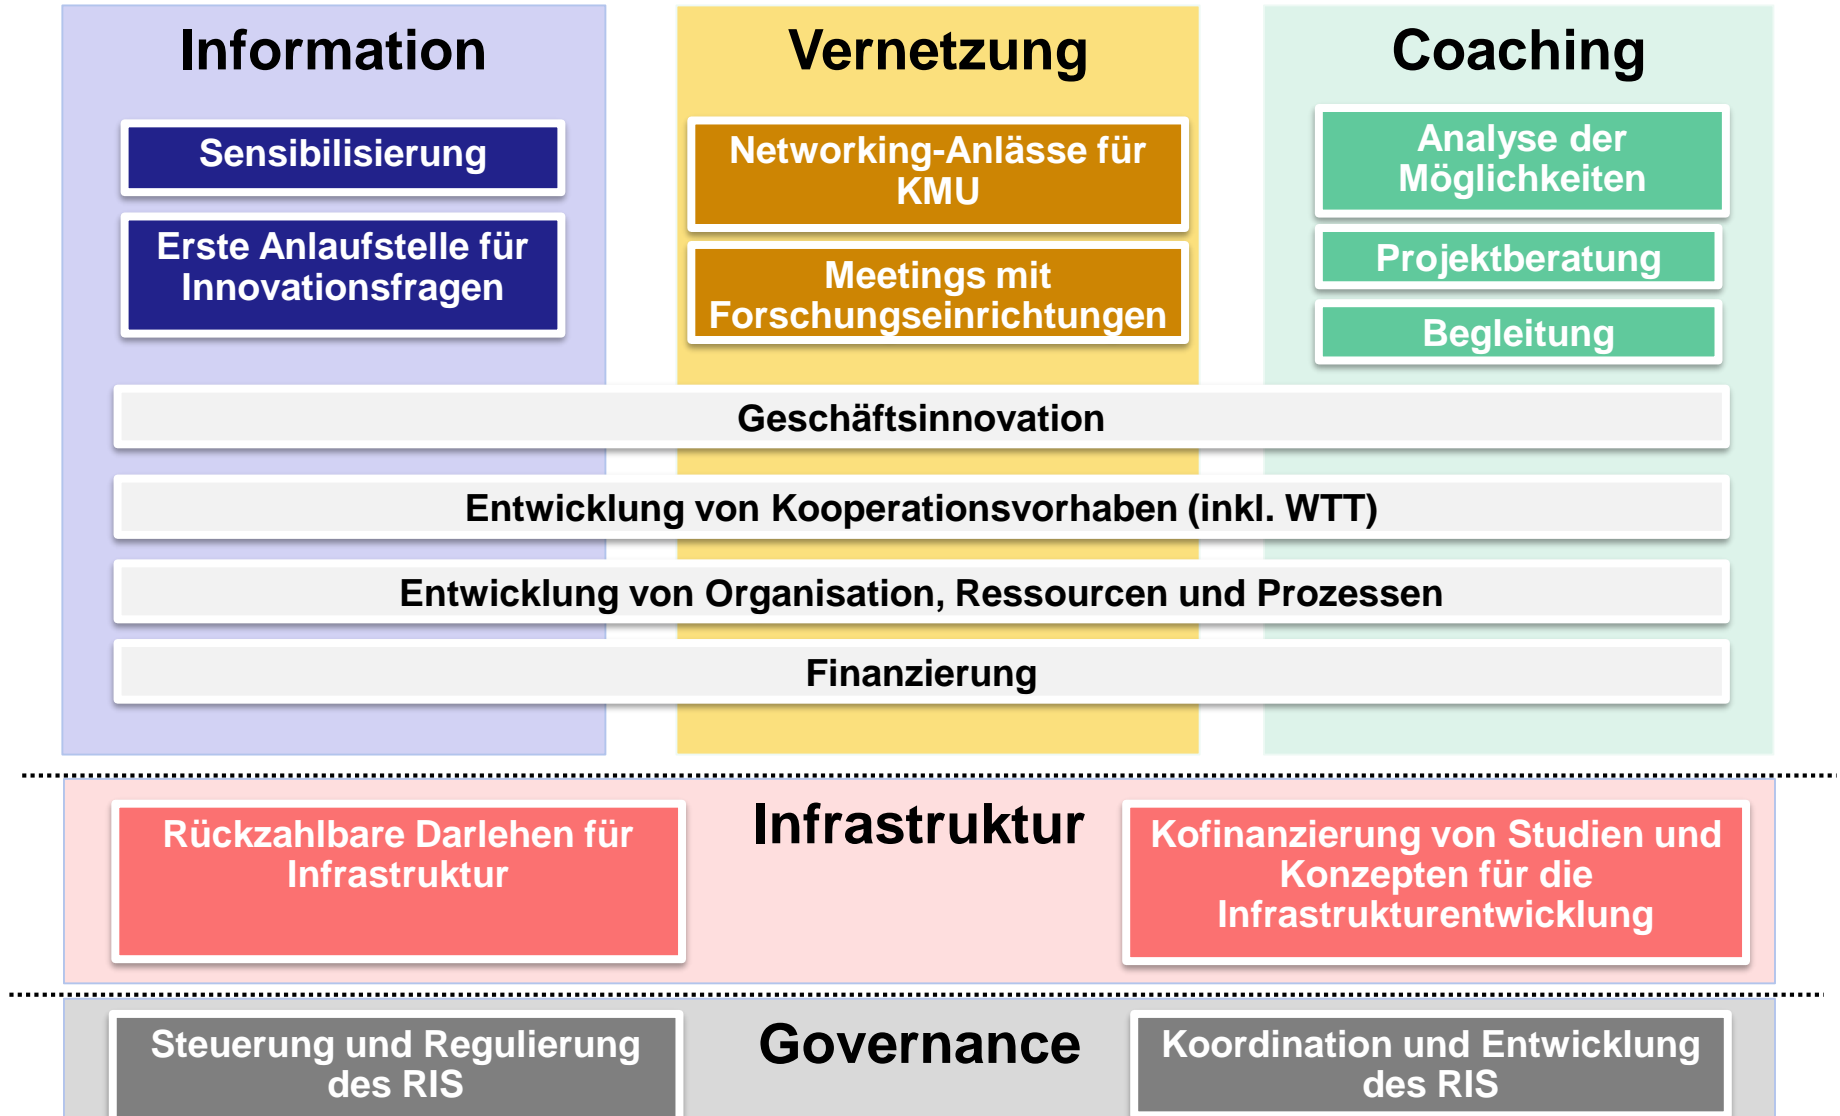 Information
Sensibilisierung
Erste Anlaufstelle für
Innovationsfragen
Vernetzung
Networking-Anlässe für
KMU
Meetings mit
Forschungseinrichtungen
Coaching
Analyse der
Möglichkeiten
Projektberatung
Begleitung
Geschäftsinnovation
Entwicklung von Kooperationsvorhaben (inkl. WTT)
Entwicklung von Organisation, Ressourcen und Prozessen
Finanzierung
Infrastruktur
Rückzahlbare Darlehen für
Infrastruktur
Kofinanzierung von Studien und
Konzepten für die
Infrastrukturentwicklung
Governance
Steuerung und Regulierung
des RIS
Koordination und Entwicklung
des RIS